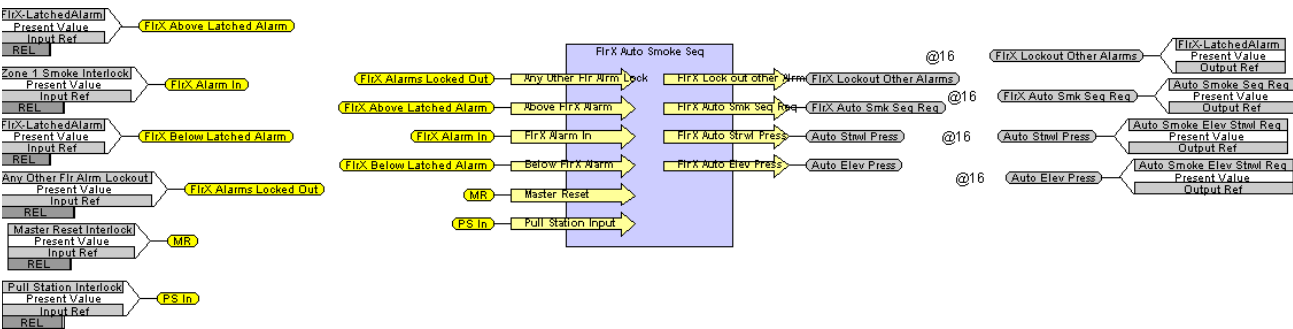 FlrX-LatchedAlarm
Present Value
Input Ref
REL
FlrX Above Latched Alarm
Zone 1 Smoke Interlock
Present Value
Input Ref
REL
FlrX Alarm In
FlrX-LatchedAlarm
Present Value
Input Ref
REL
FlrX Below Latched Alarm
Any Other Flr Alrm Lockout
Present Value
Input Ref
REL
FlrX Alarms Locked Out
Master Reset Interlock
Present Value
Input Ref
REL
MR
Pull Station Interlock
Present Value
Input Ref
REL
PS In
FlrX Auto Smoke Seq
FlrX Alarms Locked Out
Any Other Flr Alrm Lock
FlrX Lock out other Alrm
FlrX Lockout Other Alarms
FlrX Above Latched Alarm
Above FlrX Alarm
FlrX Auto Smk Seq Req
FlrX Auto Smk Seq Req
FlrX Alarm In
FlrX Alarm In
FlrX Auto Strwl Press
Auto Strwl Press
FlrX Below Latched Alarm
Below FlrX Alarm
FlrX Auto Elev Press
Auto Elev Press
MR
Master Reset
PS In
Pull Station Input
@16
FlrX Lockout Other Alarms
FlrX-LatchedAlarm
Present Value
Output Ref
@16
FlrX Auto Smk Seq Req
Auto Smoke Seq Req
Present Value
Output Ref
@16
Auto Strwl Press
Auto Smoke Elev Strwl Req
Present Value
Output Ref
@16
Auto Elev Press
Auto Smoke Elev Strwl Req
Present Value
Output Ref